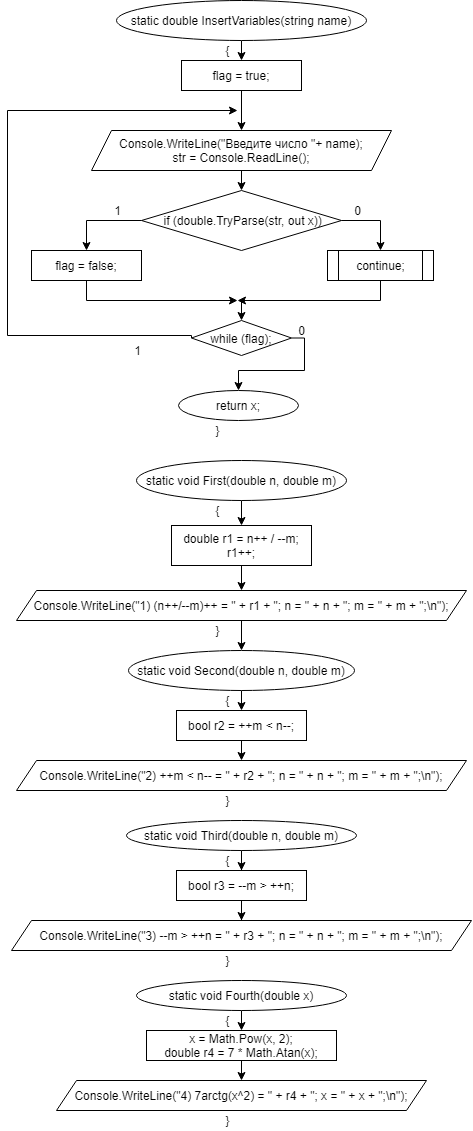 static double InsertVariables(string name)
{
flag = true;
Console.WriteLine("Введите число "+ name);
str = Console.ReadLine();
1
if (double.TryParse(str, out x))
0
flag = false;
continue;
while (flag);
0
1
return x;
}
static void First(double n, double m)
{
double r1 = n++ / --m;
r1++;
Console.WriteLine("1) (n++/--m)++ = " + r1 + "; n = " + n + "; m = " + m + ";\n");
}
static void Second(double n, double m)
{
bool r2 = ++m < n--;
Console.WriteLine("2) ++m < n-- = " + r2 + "; n = " + n + "; m = " + m + ";\n");
}
static void Third(double n, double m)
{
bool r3 = --m > ++n;
Console.WriteLine("3) --m > ++n = " + r3 + "; n = " + n + "; m = " + m + ";\n");
}
static void Fourth(double x)
{
x = Math.Pow(x, 2);
double r4 = 7 * Math.Atan(x);
Console.WriteLine("4) 7arctg(x^2) = " + r4 + "; x = " + x + ";\n");
}